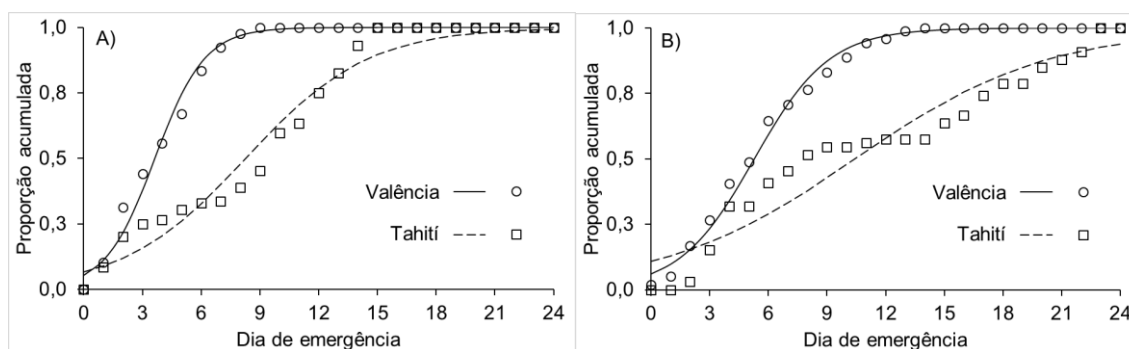 Proporção acumulada
1,0
0,8
0,5
0,3
0,0
A)
Valência
Tahití
0 3 6 9 12 15 18 21 24
Dia de emergência
Proporção acumulada
1,0
0,8
0,5
0,3
0,0
B)
Valência
Tahití
0 3 6 9 12 15 18 21 24
Dia de emergência